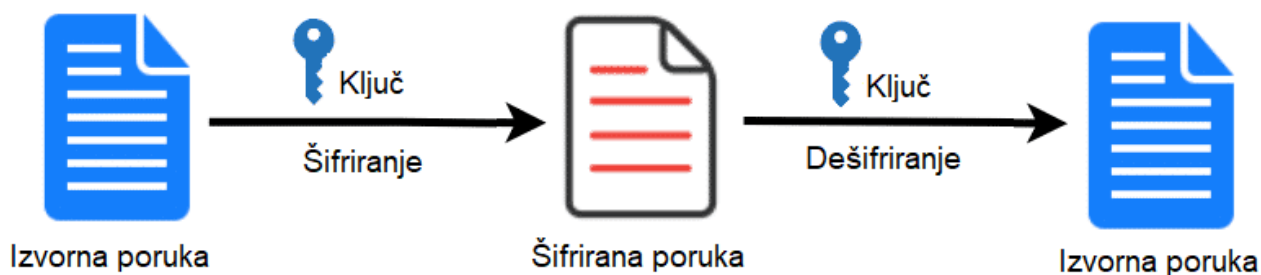 Ključ
Šifriranje
Ključ
Dešifriranje
Izvorna poruka
Šifrirana poruka
Izvorna poruka